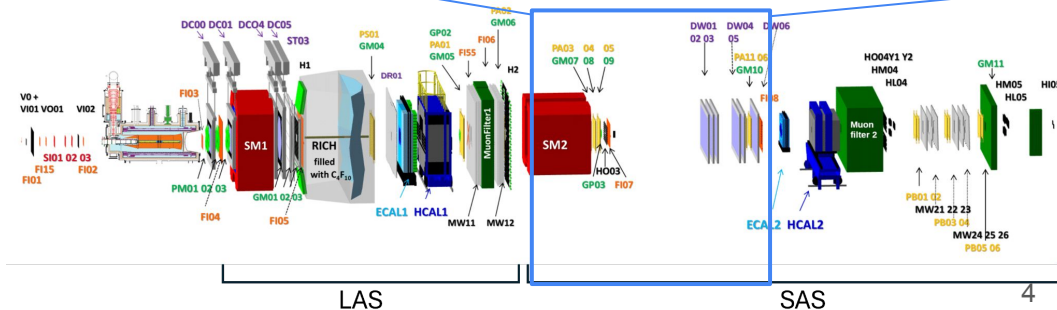 DC00 DC01 DCO4 DC05
ST03
H1
FI03
V0 +
VI01 VO01 VI02
SI01 02 03
FI15 FI02
FI01
PM01 02 03
FI04
SM1
GM01 02 03
FI05
RICH
filled
with C4F10
PS01
GM04
DR01
ECAL1
HCAL1
GP02
PA01
GM05
FI55
FI06
GM06
MuonFilter1
H2
MW11
MW12
SM2
PA03 04 05
GM07 08 09
HO03
GP03
FI07
DW01
02 03
DW04
05
DW06
PA11 06
GM10
FI08
ECAL2
HCAL2
Muon
filter 2
HO04Y1 Y2
HM04
HL04
PB01 02
MW21 22 23
PB03 04
MW24 25 26
PB05 06
GM11
HM05
HL05
LAS
SAS
4